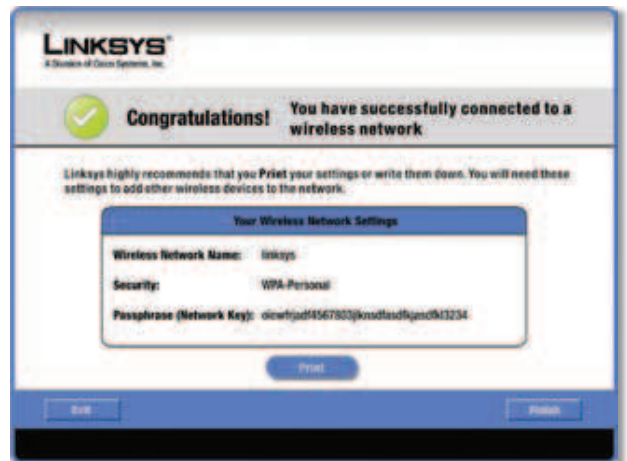 LINKSYS®
A Division of Cisco Systems, Inc.
Congratulations!
You have successfully connected to a
wireless network
Linksys highly recommends that you Print your settings or write them down. You will need these
settings to add other wireless devices to the network.
Your Wireless Network Settings
Wireless Network Name: linksys
Security: WPA-Personal
Passphrase (Network Key):
Print
Exit
Finish